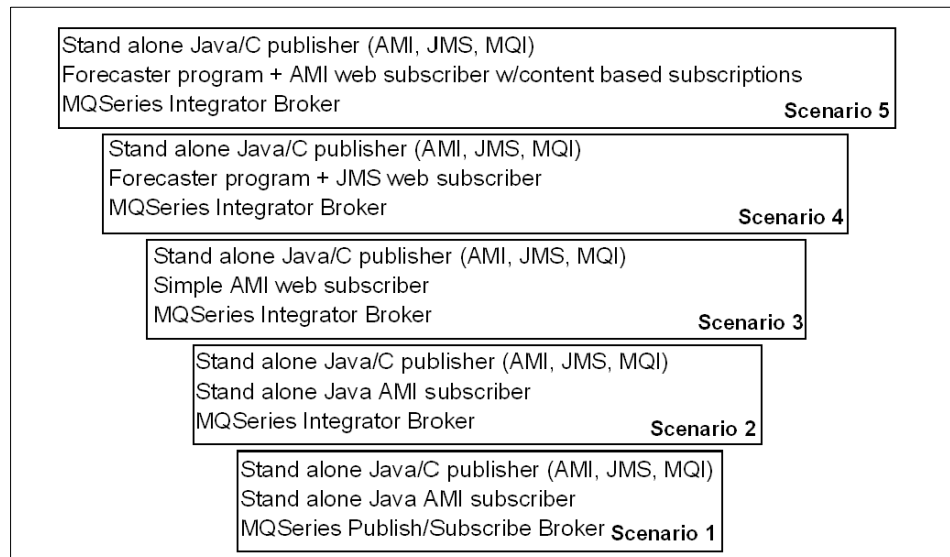 Stand alone Java/C publisher (AMI, JMS, MQI)
Forecaster program + AMI web subscriber w/content based subscriptions
MQSeries Integrator Broker
Scenario 5
Stand alone Java/C publisher (AMI, JMS, MQI)
Forecaster program + JMS web subscriber
MQSeries Integrator Broker
Scenario 4
Stand alone Java/C publisher (AMI, JMS, MQI)
Simple AMI web subscriber
MQSeries Integrator Broker
Scenario 3
Stand alone Java/C publisher (AMI, JMS, MQI)
Stand alone Java AMI subscriber
MQSeries Integrator Broker
Scenario 2
Stand alone Java/C publisher (AMI, JMS, MQI)
Stand alone Java AMI subscriber
MQSeries Publish/Subscribe Broker Scenario 1